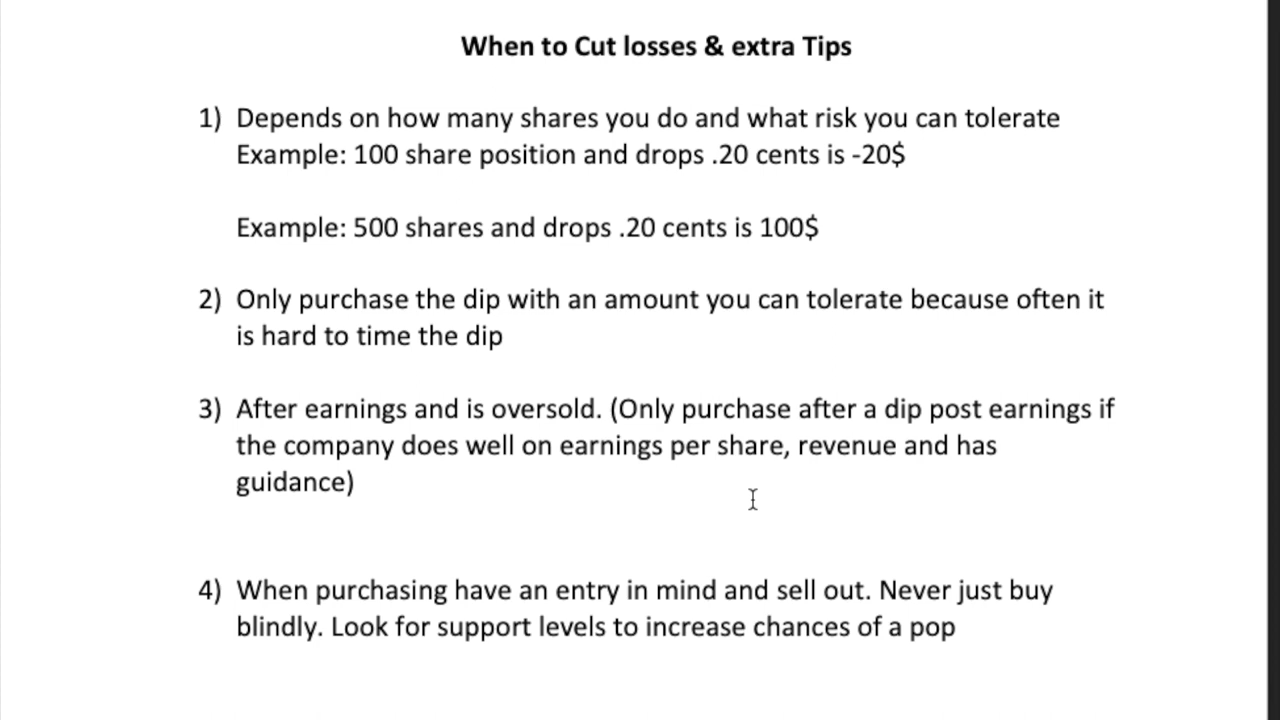 When to Cut losses & extra Tips
1) Depends on how many shares you do and what risk you can tolerate
Example: 100 share position and drops .20 cents is -20$
Example: 500 shares and drops .20 cents is 100$
2) Only purchase the dip with an amount you can tolerate because often it
is hard to time the dip
3) After earnings and is oversold. (Only purchase after a dip post earnings if
the company does well on earnings per share, revenue and has
guidance)
4) When purchasing have an entry in mind and sell out. Never just buy
blindly. Look for support levels to increase chances of a pop